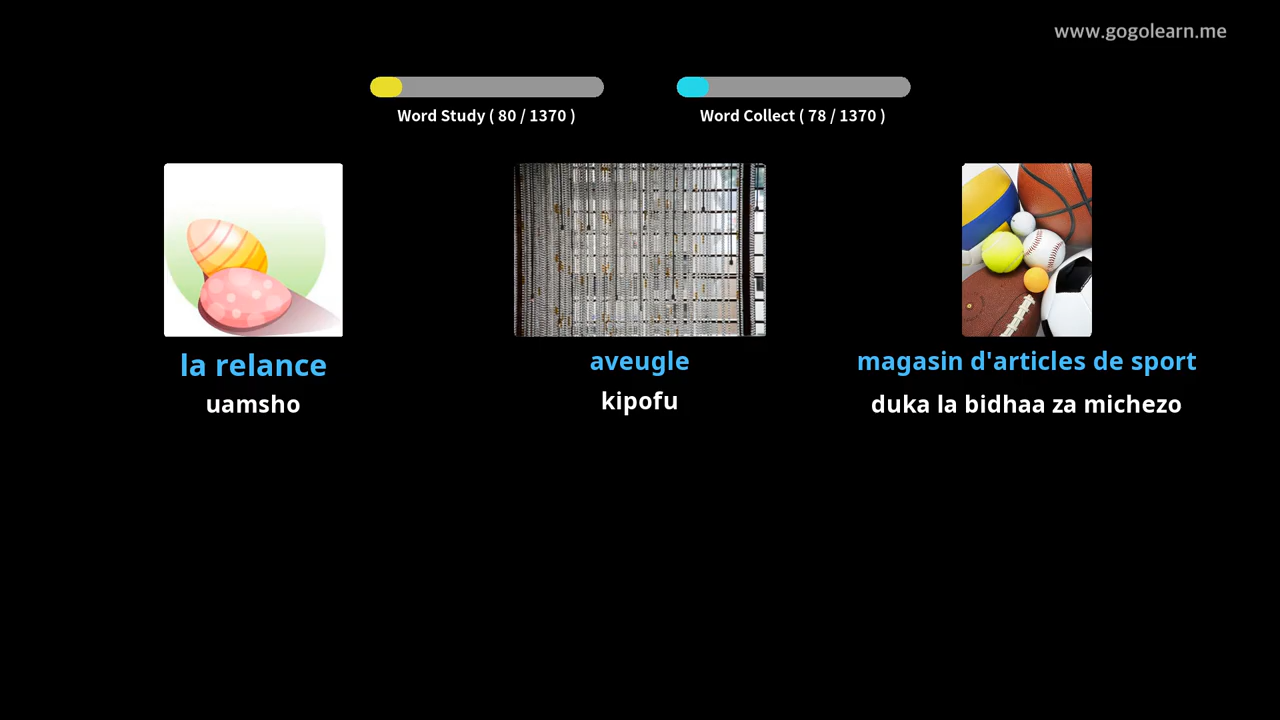 www.gogolearn.me
Word Study ( 80 / 1370 )
Word Collect ( 78 / 1370 )
la relance
uamsho
aveugle
kipofu
magasin d'articles de sport
duka la bidhaa za michezo